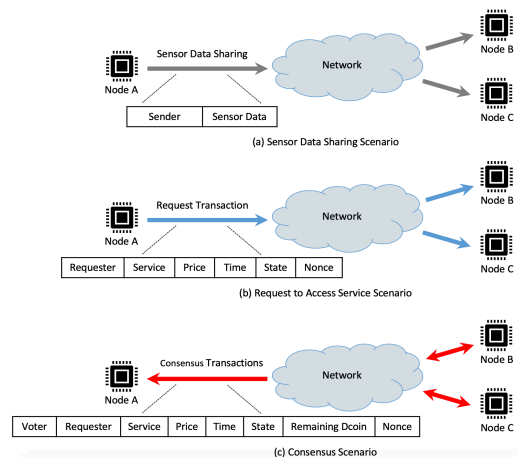 Sensor Data Sharing
Node A
Network
Node B
Node C
Sender Sensor Data
(a) Sensor Data Sharing Scenario
Request Transaction
Node A
Network
Node B
Node C
Requester Service Price Time State Nonce
(b) Request to Access Service Scenario
Consensus Transactions
Node A
Network
Node B
Node C
Voter Requester Service Price Time State Remaining Dcoin Nonce
(c) Consensus Scenario